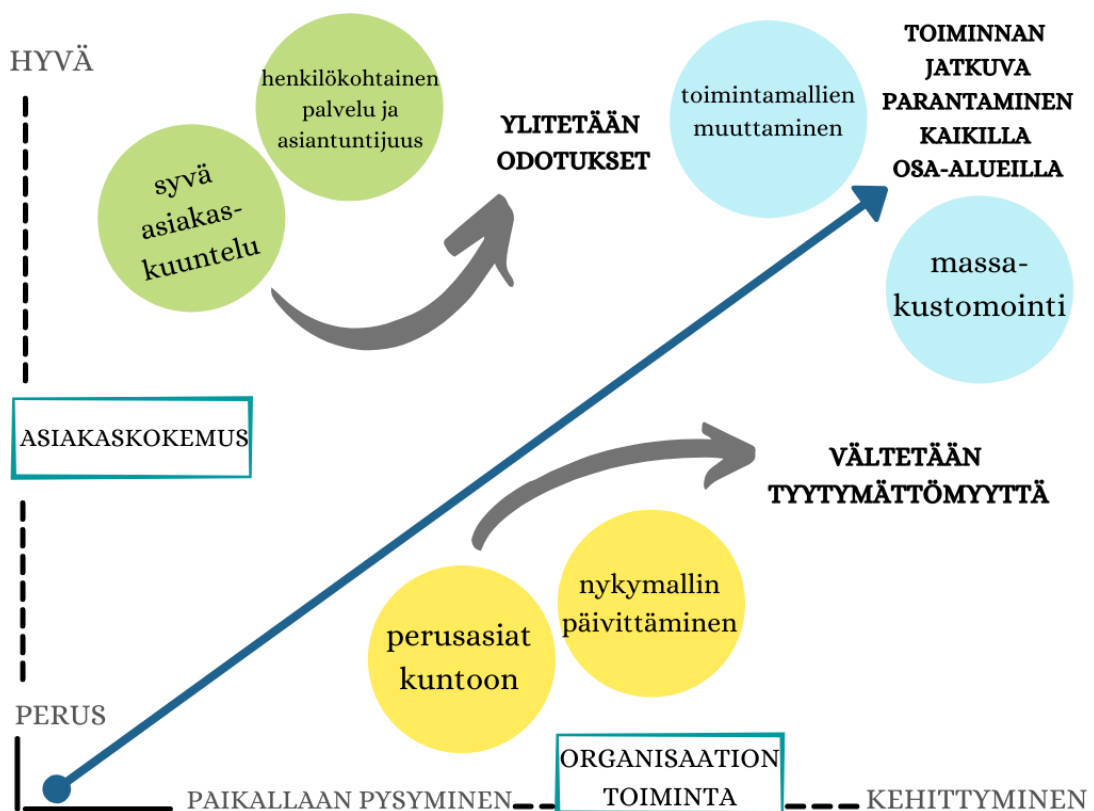 HYVÄ
henkilökohtainen
palvelu ja
asiantuntijuus
syvä
asiakas-
kuuntelu
YLITETÄÄN
ODOTUKSET
toimintamallien
muuttaminen
TOIMINNAN
JATKUVA
PARANTAMINEN
KAIKILLA
OSA-ALUEILLA
massa-
kustomointi
ASIAKASKOKEMUS
VÄLTETÄÄN
TYYTYMÄTTÖMYYTTÄ
nykymallin
päivittäminen
perusasiat
kuntoon
PERUS
PAIKALLAAN PYSYMINEN
ORGANISAATION
TOIMINTA
KEHITTYMINEN